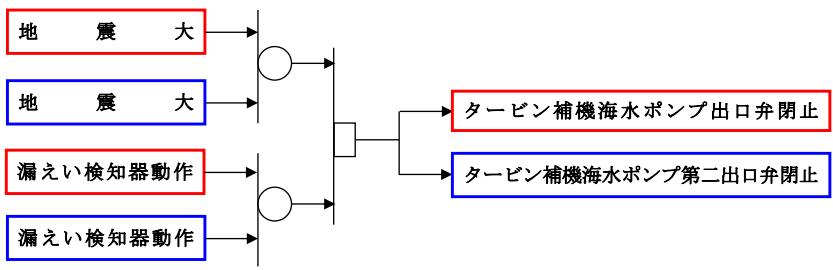 地震大
地震大
漏えい検知器動作
漏えい検知器動作
タービン補機海水ポンプ出口弁閉止
タービン補機海水ポンプ第二出口弁閉止